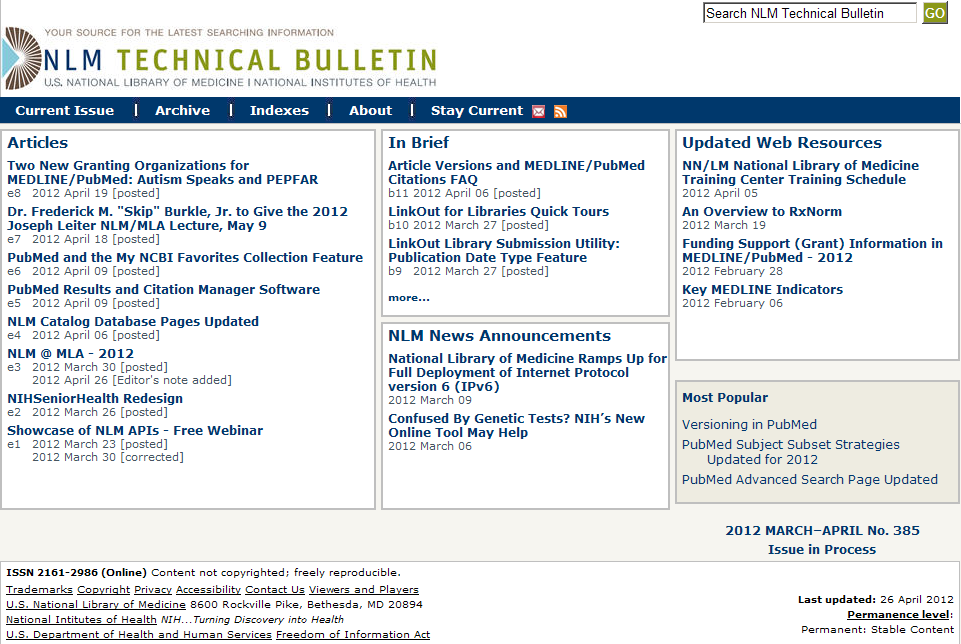 Search NLM Technical Bulletin GO
YOUR SOURCE FOR THE LATEST SEARCHING INFORMATION
NLM TECHNICAL BULLETIN
U.S. NATIONAL LIBRARY OF MEDICINE | NATIONAL INSTITUTES OF HEALTH
Current Issue | Archive | Indexes | About | Stay Current
Articles
Two New Granting Organizations for
MEDLINE/PubMed: Autism Speaks and PEPFAR
e8 2012 April 19 [posted]
Dr. Frederick M. "Skip" Burkle, Jr. to Give the 2012
Joseph Leiter NLM/MLA Lecture, May 9
e7 2012 April 18 [posted]
PubMed and the My NCBI Favorites Collection Feature
e6 2012 April 09 [posted]
PubMed Results and Citation Manager Software
e5 2012 April 09 [posted]
NLM Catalog Database Pages Updated
e4 2012 April 06 [posted]
NLM @ MLA - 2012
e3 2012 March 30 [posted]
2012 April 26 [Editor's note added]
NIHSeniorHealth Redesign
e2 2012 March 26 [posted]
Showcase of NLM APIs - Free Webinar
e1 2012 March 23 [posted]
2012 March 30 [corrected]
In Brief
Article Versions and MEDLINE/PubMed
Citations FAQ
b11 2012 April 06 [posted]
LinkOut for Libraries Quick Tours
b10 2012 March 27 [posted]
LinkOut Library Submission Utility:
Publication Date Type Feature
b9 2012 March 27 [posted]
more...
NLM News Announcements
National Library of Medicine Ramps Up for
Full Deployment of Internet Protocol
version 6 (IPv6)
2012 March 09
Confused By Genetic Tests? NIH’s New
Online Tool May Help
2012 March 06
Updated Web Resources
NN/LM National Library of Medicine
Training Center Training Schedule
2012 April 05
An Overview to RxNorm
2012 March 19
Funding Support (Grant) Information in
MEDLINE/PubMed - 2012
2012 February 28
Key MEDLINE Indicators
2012 February 06
Most Popular
Versioning in PubMed
PubMed Subject Subset Strategies
Updated for 2012
PubMed Advanced Search Page Updated
2012 MARCH–APRIL No. 385
Issue in Process
ISSN 2161-2986 (Online) Content not copyrighted; freely reproducible.
Trademarks Copyright Privacy Accessibility Contact Us Viewers and Players
U.S. National Library of Medicine 8600 Rockville Pike, Bethesda, MD 20894
National Intitutes of Health NIH...Turning Discovery into Health
U.S. Department of Health and Human Services Freedom of Information Act
Last updated: 26 April 2012
Permanence level:
Permanent: Stable Content